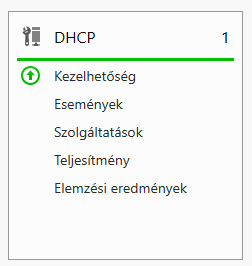 DHCP 1
Kezelhetőség
Események
Szolgáltatások
Teljesítmény
Elemzési eredmények